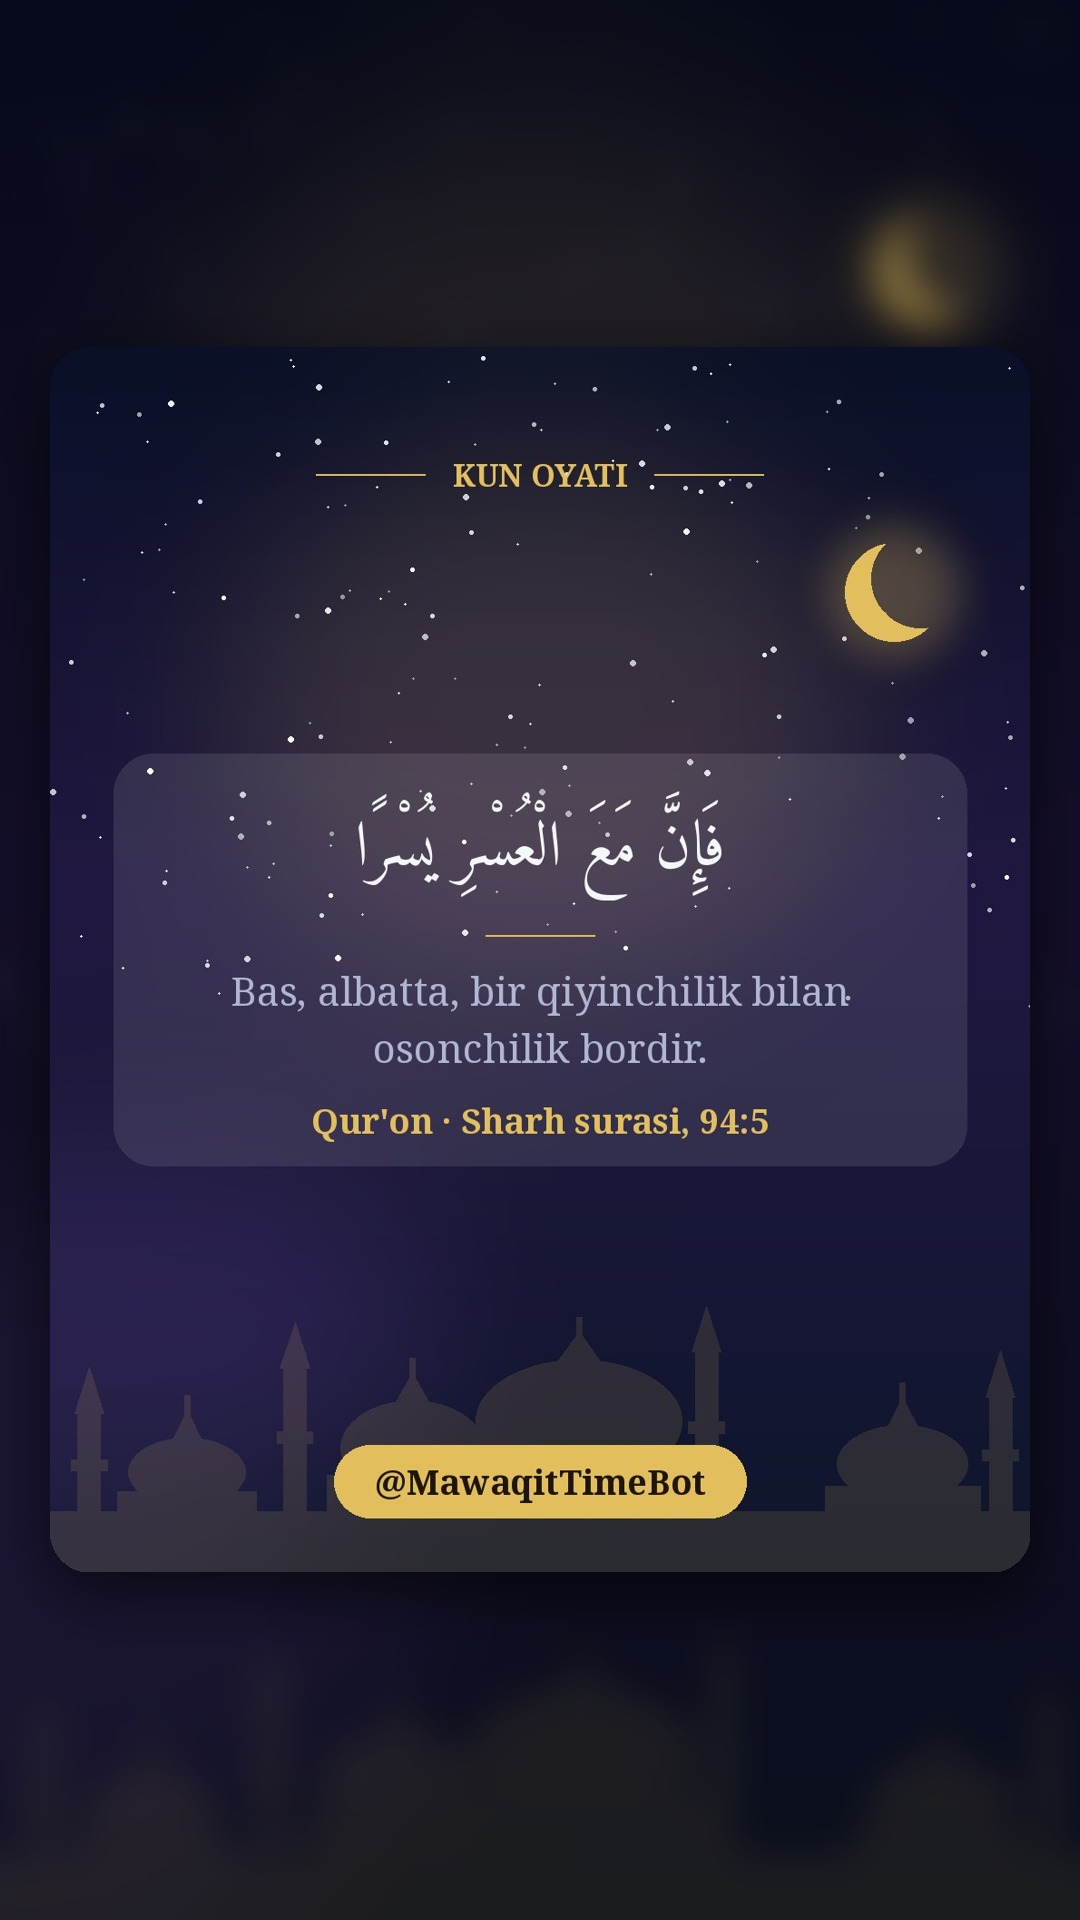 KUN OYATI
فَإِنَّ مَعَ الْعُسْرِ يُسْرًا
Bas, albatta, bir qiyinchilik bilan
osonchilik bordir.
Qur'on · Sharh surasi, 94:5
@MawaqitTimeBot